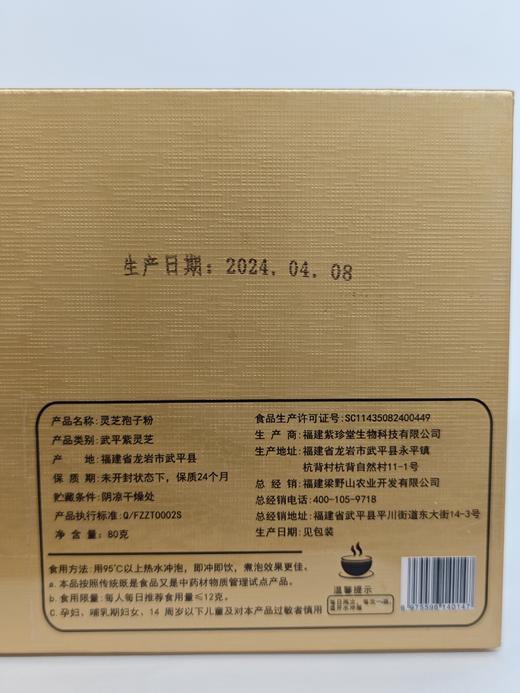 生产日期: 2024.04.08
产品名称: 灵芝孢子粉
产品类别: 武平紫灵芝
产 地: 福建省龙岩市武平县
保 质 期: 未开封状态下,保质24个月
贮藏条件: 阴凉干燥处
产品执行标准: Q/FZZT0002S
净 含 量: 80克
食品生产许可证号: SC11435082400449
生 产 商: 福建紫珍堂生物科技有限公司
生产地址: 福建省龙岩市武平县永平镇
杭背村杭背自然村11-1号
总 经 销: 福建梁野山农业开发有限公司
总经销电话: 400-105-9718
总经销地址: 福建省武平县平川街道东大街14-3号
生产日期: 见包装
食用方法: 用95℃以上热水冲泡,即冲即饮,煮泡效果更佳。
a.本品按照传统既是食品又是中药材物质管理试点产品。
b.食用限量: 每人每日推荐食用量≤12克。
C.孕妇、哺乳期妇女、14 周岁以下儿童及对本产品过敏者慎用
温馨提示
6 975598 140147